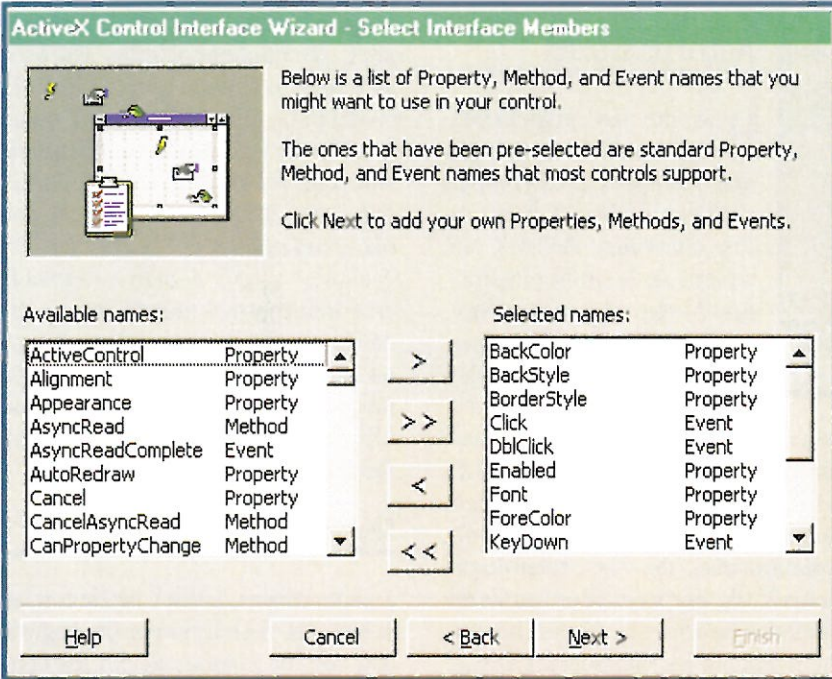 ActiveX Control Interface Wizard - Select Interface Members
Below is a list of Property, Method, and Event names that you
might want to use in your control.
The ones that have been pre-selected are standard Property,
Method, and Event names that most controls support.
Click Next to add your own Properties, Methods, and Events.
Available names:
ActiveControl Property
Alignment Property
Appearance Property
AsyncRead Method
AsyncReadComplete Event
AutoRedraw Property
Cancel Property
CancelAsyncRead Method
CanPropertyChange Method
>
>>
<
<<
Selected names:
BackColor Property
BackStyle Property
BorderStyle Property
Click Event
DblClick Event
Enabled Property
Font Property
ForeColor Property
KeyDown Event
Help
Cancel
< Back
Next >
Finish